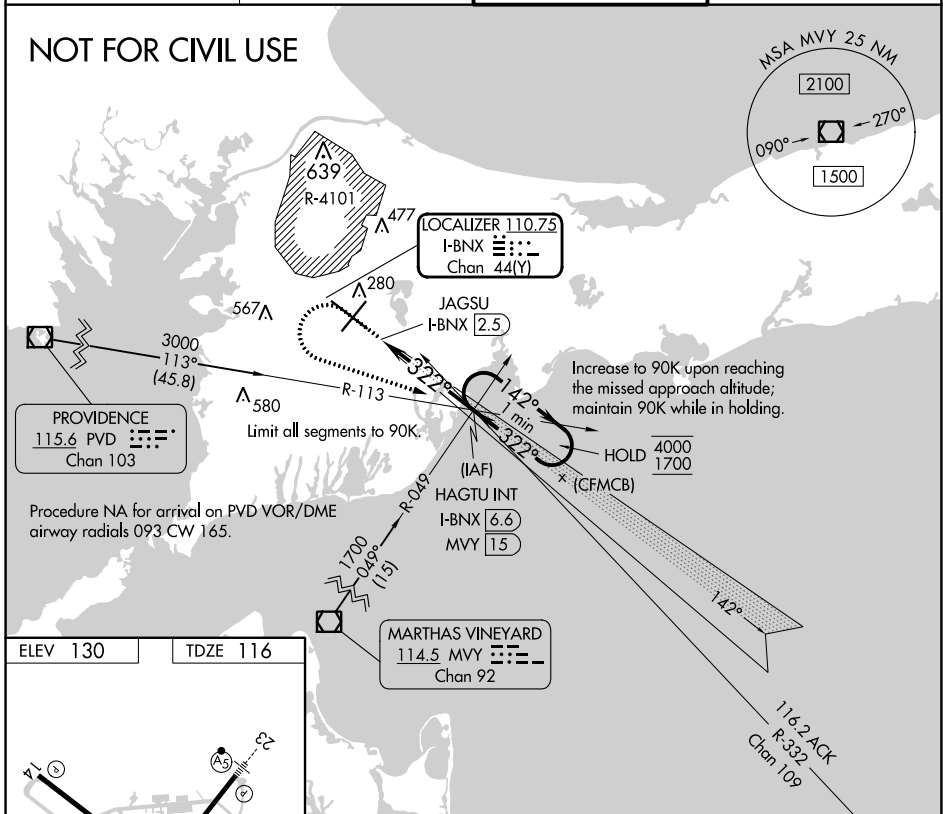 NOT FOR CIVIL USE
MSA MVY 25 NM
2100
090°
270°
1500
639
R-4101
477
LOCALIZER 110.75
I-BNX
Chan 44(Y)
280
567
JAGSU
I-BNX 2.5
3000
113°
(45.8)
R-113
322°
142°
1 min
322°
Increase to 90K upon reaching
the missed approach altitude;
maintain 90K while in holding.
580
PROVIDENCE
115.6 PVD
Chan 103
Limit all segments to 90K.
HOLD 4000
1700
(CFMCB)
(IAF)
HAGTU INT
I-BNX 6.6
MVY 15
Procedure NA for arrival on PVD VOR/DME
airway radials 093 CW 165.
R-049
1700
049°
(15)
142°
MARTHAS VINEYARD
114.5 MVY
Chan 92
116.2 ACK
R-332
Chan 109
ELEV 130
TDZE 116
14
P
A5
23
P